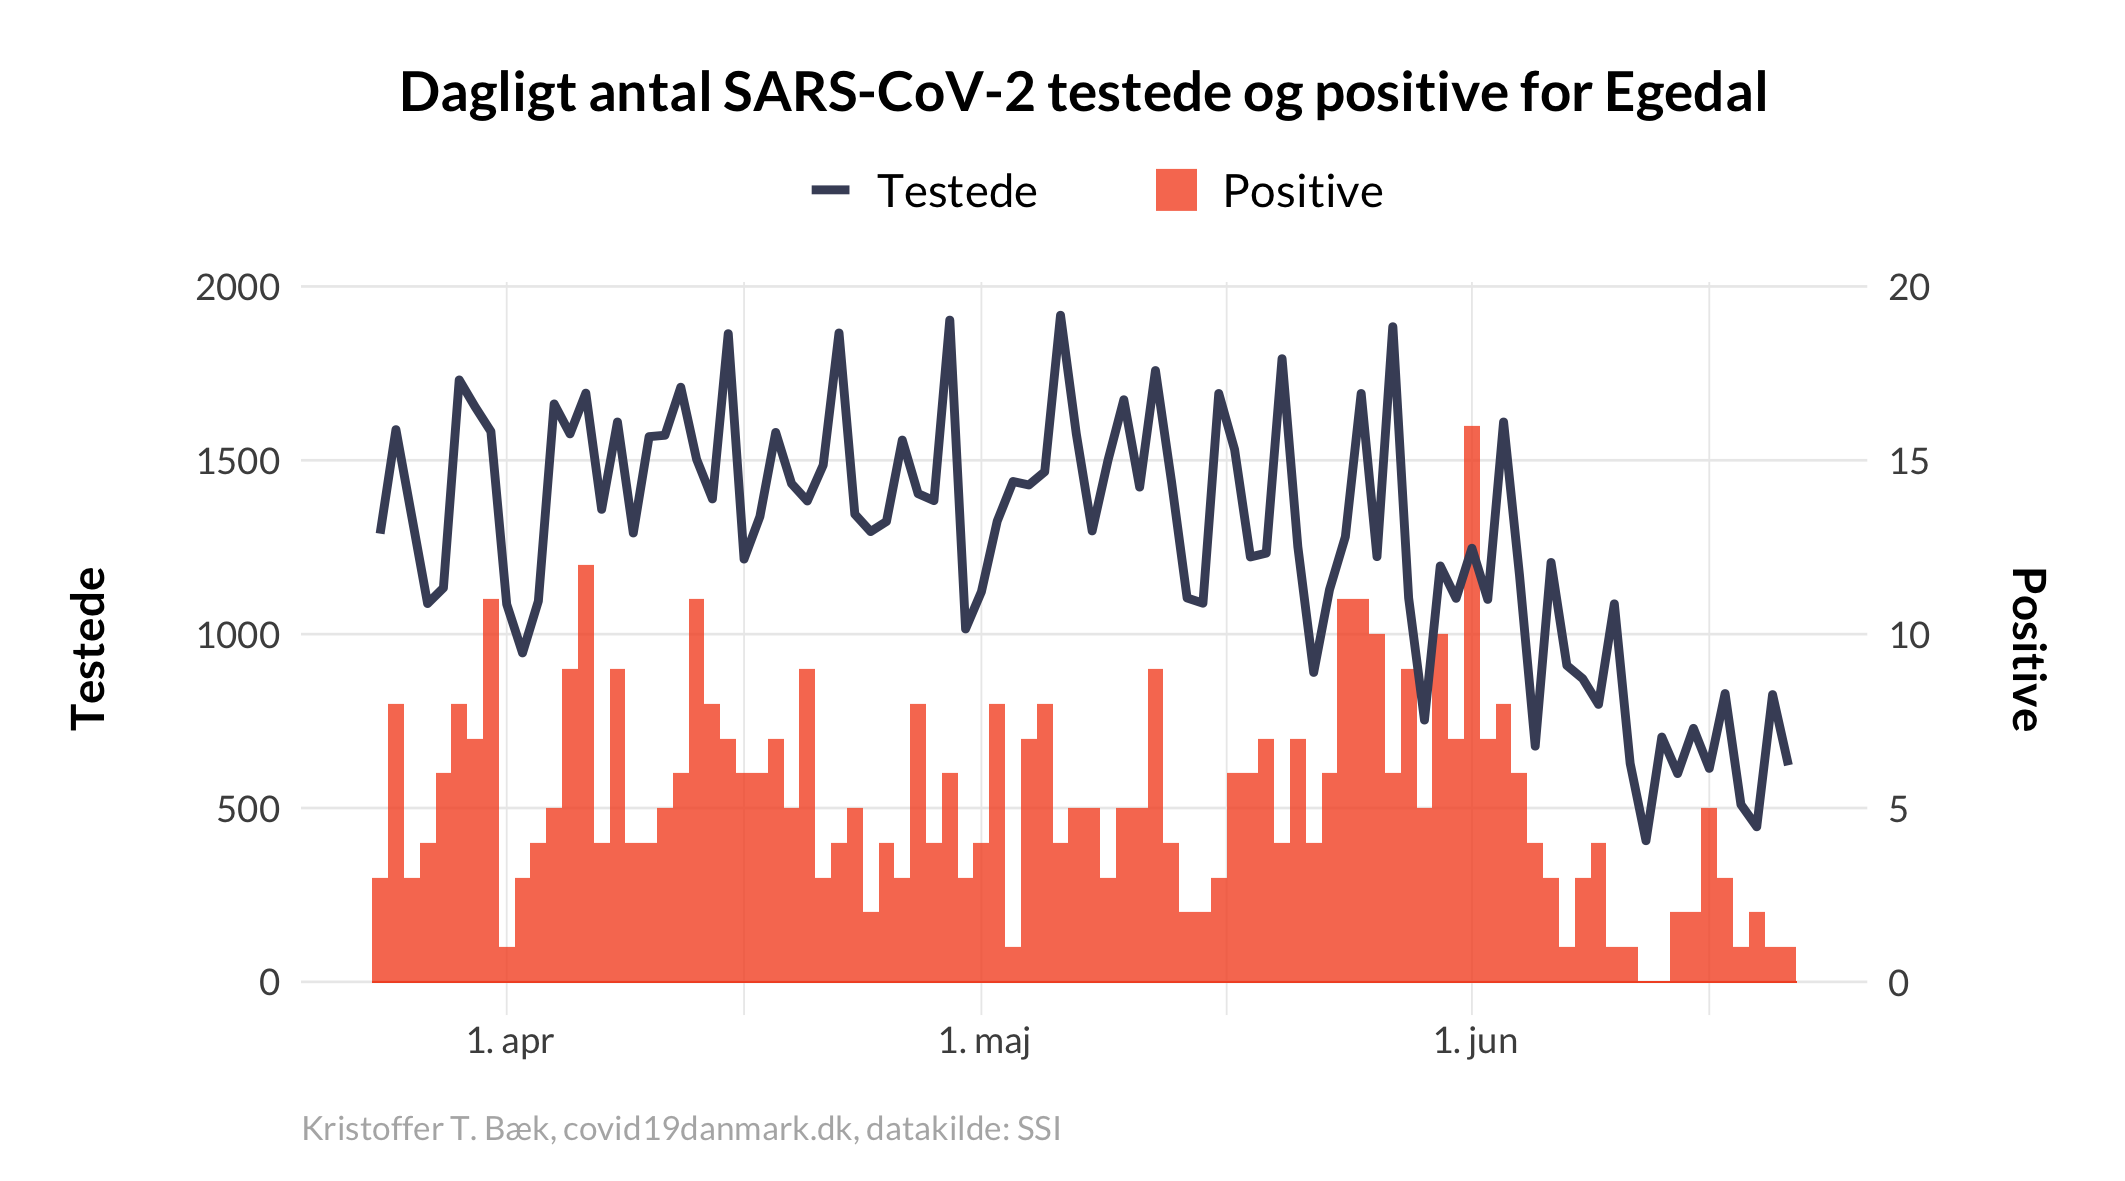 Dagligt antal SARS-CoV-2 testede og positive for Egedal
Testede
Positive
2000
1500
1000
500
0
20
15
10
5
0
Testede
Positive
1. apr
1. maj
1. jun
Kristoffer T. Bæk, covid19danmark.dk, datakilde: SSI